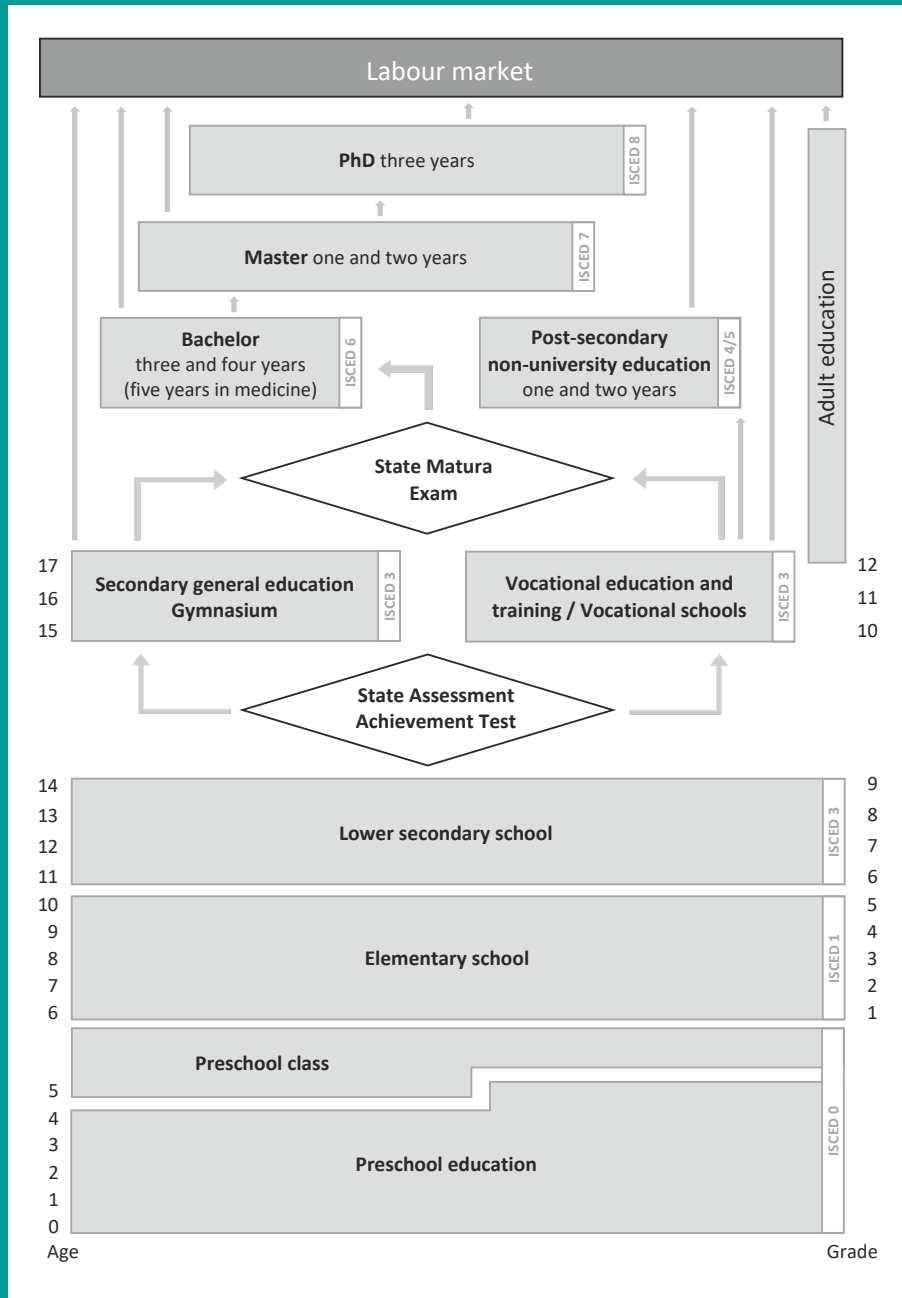 Labour market
PhD three years
ISCED 8
Master one and two years
ISCED 7
Bachelor
three and four years
(five years in medicine)
ISCED 6
Post-secondary
non-university education
one and two years
ISCED 4/5
Adult education
State Matura
Exam
17
16
15
Secondary general education
Gymnasium
ISCED 3
Vocational education and
training / Vocational schools
ISCED 3
12
11
10
State Assessment
Achievement Test
14
13
12
11
Lower secondary school
ISCED 3
9
8
7
6
10
9
8
7
6
Elementary school
ISCED 1
5
4
3
2
1
Preschool class
5
4
3
2
1
0
Preschool education
ISCED 0
Age
Grade